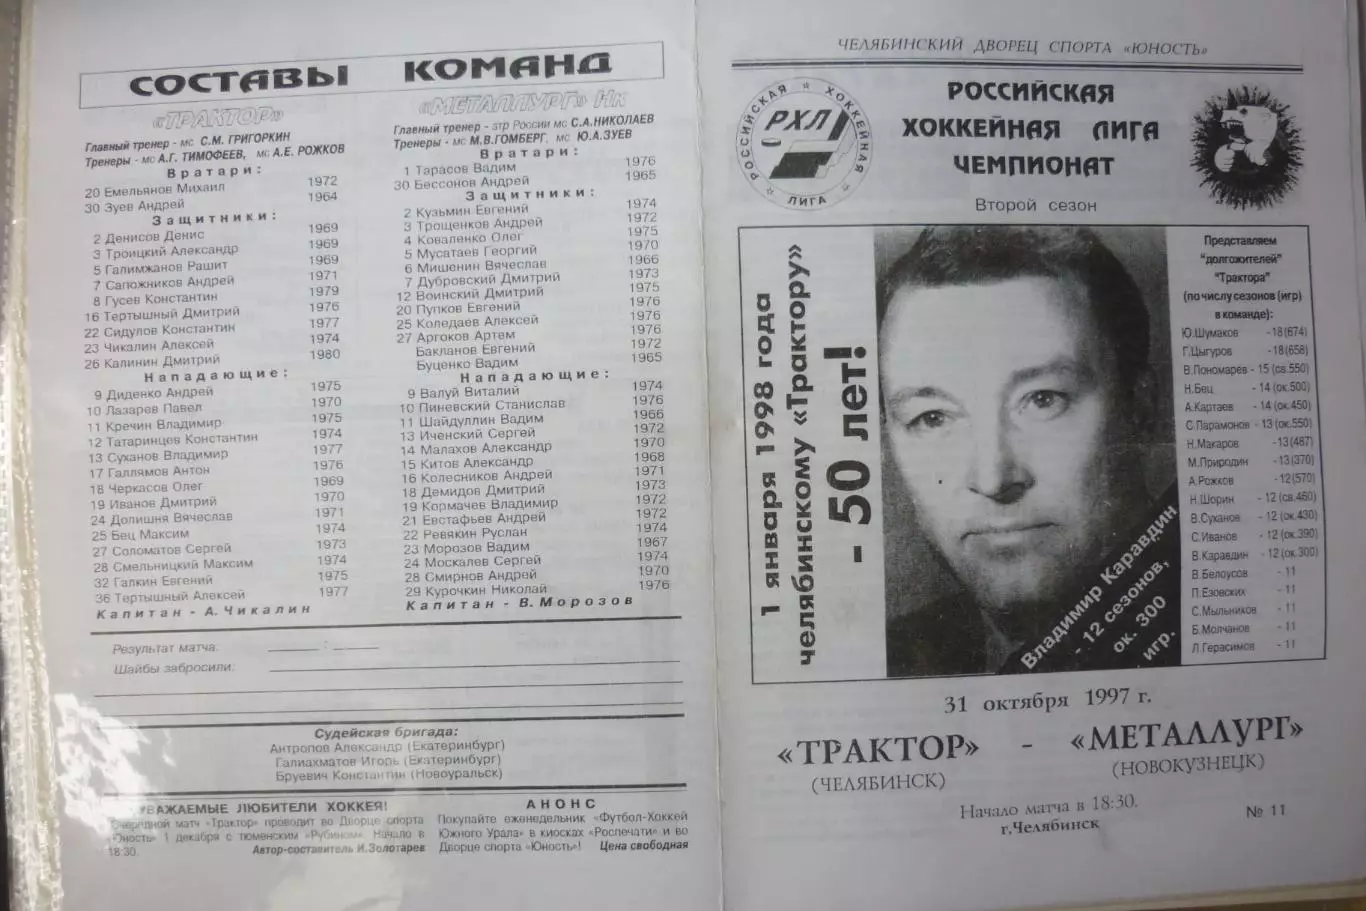 СОСТАВЫ КОМАНД
«ТРАКТОР»
Главный тренер - мс С.М. ГРИГОРКИН
Тренеры - мс А.Г. ТИМОФЕЕВ, мс А.Е. РОЖКОВ
Вратари:
20 Емельянов Михаил 1972
30 Зуев Андрей 1964
Защитники:
2 Денисов Денис 1969
3 Троицкий Александр 1969
5 Галимжанов Рашит 1969
7 Сапожников Андрей 1971
8 Гусев Константин 1979
16 Тертышный Дмитрий 1976
22 Сидулов Константин 1977
23 Чикалин Алексей 1974
26 Калинин Дмитрий 1980
Нападающие:
9 Диденко Андрей 1975
10 Лазарев Павел 1970
11 Кречин Владимир 1975
12 Татаринцев Константин 1974
13 Суханов Владимир 1977
17 Галлямов Антон 1976
18 Черкасов Олег 1969
19 Иванов Дмитрий 1970
24 Долишня Вячеслав 1971
25 Бец Максим 1974
27 Соломатов Сергей 1973
28 Смельницкий Максим 1974
32 Галкин Евгений 1975
36 Тертышный Алексей 1977
Капитан - А. Чикалин
«МЕТАЛЛУРГ» Нк
Главный тренер - зтр России мс С.А.НИКОЛАЕВ
Тренеры - мс М.В.ГОМБЕРГ, мс Ю.А.ЗУЕВ
Вратари:
1 Тарасов Вадим 1976
30 Бессонов Андрей 1965
Защитники:
2 Кузьмин Евгений 1974
3 Трощенков Андрей 1972
4 Коваленко Олег 1975
5 Мусатаев Георгий 1970
6 Мишенин Вячеслав 1966
7 Дубровский Дмитрий 1973
12 Воинский Дмитрий 1975
20 Пупков Евгений 1976
25 Коледаев Алексей 1976
27 Аргоков Артем 1976
Бакланов Евгений 1972
Буценко Вадим 1965
Нападающие:
9 Валуй Виталий 1974
10 Пиневский Станислав 1976
11 Шайдуллин Вадим 1966
13 Иченский Сергей 1972
14 Малахов Александр 1970
15 Китов Александр 1968
16 Колесников Андрей 1971
18 Демидов Дмитрий 1973
19 Кормачев Владимир 1972
21 Евстафьев Андрей 1972
22 Ревякин Руслан 1974
23 Морозов Вадим 1967
24 Москалев Сергей 1974
28 Смирнов Андрей 1970
29 Курочкин Николай 1976
Капитан - В.Морозов
Результат матча: ______ : ______
Шайбы забросили:
Судейская бригада:
Антропов Александр (Екатеринбург)
Галиахматов Игорь (Екатеринбург)
Бруевич Константин (Новоуральск)
УВАЖАЕМЫЕ ЛЮБИТЕЛИ ХОККЕЯ!
Очередной матч «Трактор» проводит во Дворце спорта
«Юность» 1 декабря с тюменским «Рубином». Начало в
18:30. Автор-составитель И.Золотарев
АНОНС
Покупайте еженедельник «Футбол-Хоккей
Южного Урала» в киосках «Роспечати» и во
Дворце спорта «Юность»! Цена свободная
ЧЕЛЯБИНСКИЙ ДВОРЕЦ СПОРТА «ЮНОСТЬ»
РОССИЙСКАЯ ХОККЕЙНАЯ ЛИГА
РХЛ
РОССИЙСКАЯ
ХОККЕЙНАЯ ЛИГА
ЧЕМПИОНАТ
Второй сезон
1 января 1998 года
челябинскому «Трактору»
- 50 лет!
Владимир Каравдин
- 12 сезонов,
ок. 300
игр.
Представляем
"долгожителей"
"Трактора"
(по числу сезонов (игр)
в команде):
Ю.Шумаков - 18 (674)
Г.Цыгуров - 18 (658)
В.Пономарев - 15 (св.550)
Н.Бец - 14 (ок.500)
А.Картаев - 14 (ок.450)
С.Парамонов - 13 (ок.550)
Н.Макаров - 13 (487)
М.Природин - 13 (370)
А.Рожков - 12 (570)
Н.Шорин - 12 (св.460)
В.Суханов - 12 (ок.430)
С.Иванов - 12 (ок.390)
В.Каравдин - 12 (ок.300)
В.Белоусов - 11
П.Езовских - 11
С.Мыльников - 11
Б.Молчанов - 11
Л.Герасимов - 11
31 октября 1997 г.
«ТРАКТОР» - «МЕТАЛЛУРГ»
(ЧЕЛЯБИНСК) (НОВОКУЗНЕЦК)
Начало матча в 18:30.
г.Челябинск № 11